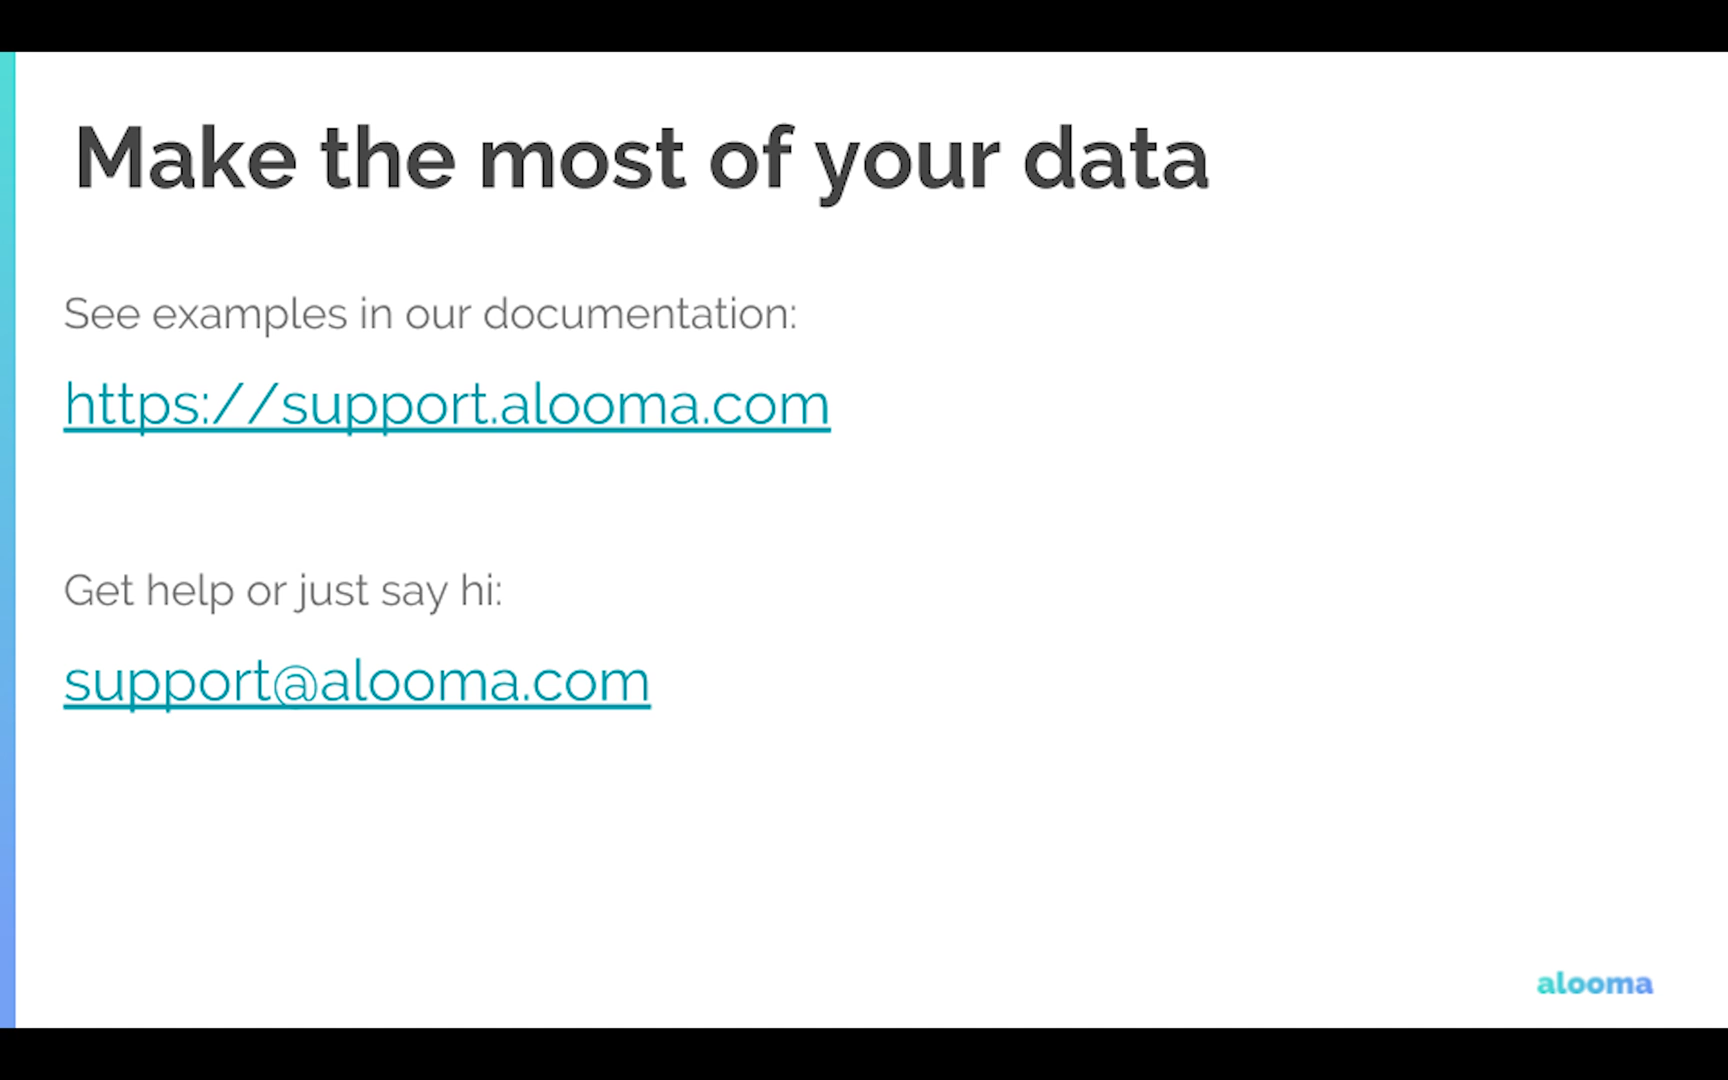 Make the most of your data
See examples in our documentation:
https://support.alooma.com
Get help or just say hi:
support@alooma.com
alooma